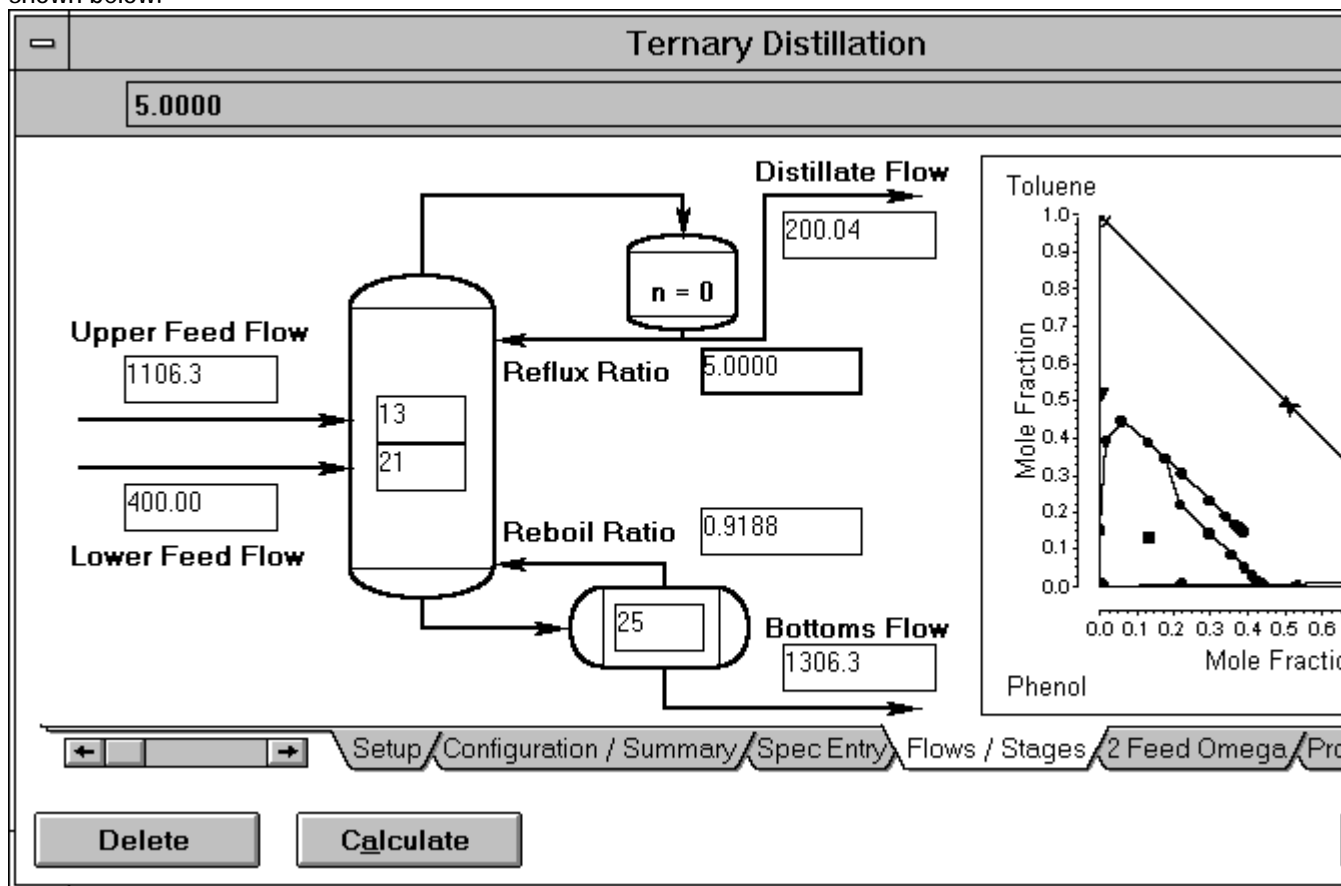 shown below.
Ternary Distillation
5.0000
Distillate Flow
200.04
n = 0
Upper Feed Flow
1106.3
Reflux Ratio
5.0000
13
21
400.00
Lower Feed Flow
Reboil Ratio
0.9188
25
Bottoms Flow
1306.3
Toluene
1.0
0.9
0.8
0.7
0.6
0.5
0.4
0.3
0.2
0.1
0.0
Mole Fraction
0.0 0.1 0.2 0.3 0.4 0.5 0.6
Mole Fractio
Phenol
Setup Configuration / Summary Spec Entry Flows / Stages 2 Feed Omega Pro
Delete Calculate